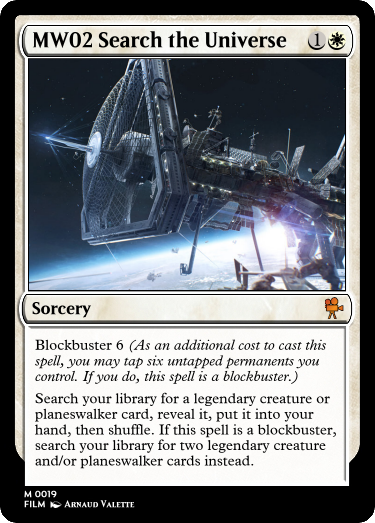 MW02 Search the Universe 1
Sorcery
Blockbuster 6 (As an additional cost to cast this
spell, you may tap six untapped permanents you
control. If you do, this spell is a blockbuster.)
Search your library for a legendary creature or
planeswalker card, reveal it, put it into your
hand, then shuffle. If this spell is a blockbuster,
search your library for two legendary creature
and/or planeswalker cards instead.
M 0019
FILM Arnaud Valette